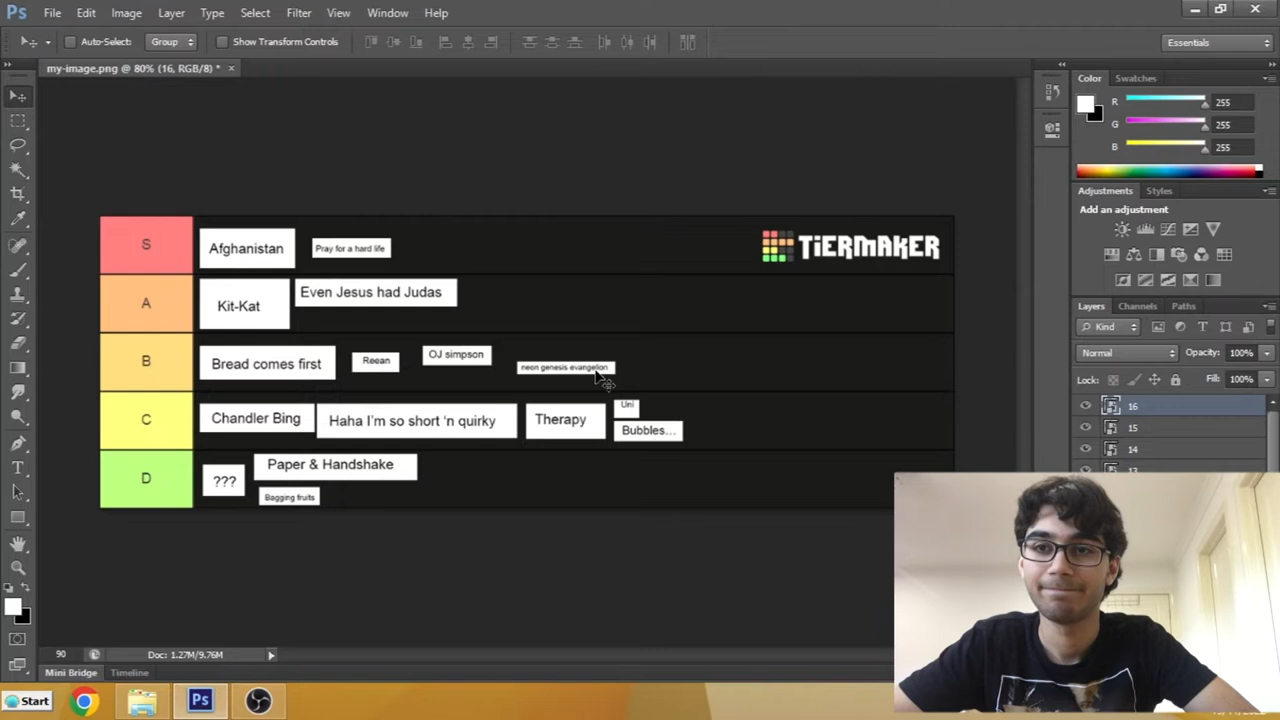 Ps File Edit Image Layer Type Select Filter View Window Help
Auto-Select: Group Show Transform Controls Essentials
my-image.png @ 80% (16, RGB/8) * ×
S Afghanistan Pray for a hard life TiERMAKER
A Kit-Kat Even Jesus had Judas
B Bread comes first Reean OJ simpson neon genesis evangelion
C Chandler Bing Haha I'm so short 'n quirky Therapy Uni
Bubbles...
D ??? Paper & Handshake
Bagging fruits
Color Swatches
R 255
G 255
B 255
Adjustments Styles
Add an adjustment
Layers Channels Paths
Kind
Normal Opacity: 100%
Lock: Fill: 100%
16
15
14
90 Doc: 1.27M/9.76M
Mini Bridge Timeline
Start Ps